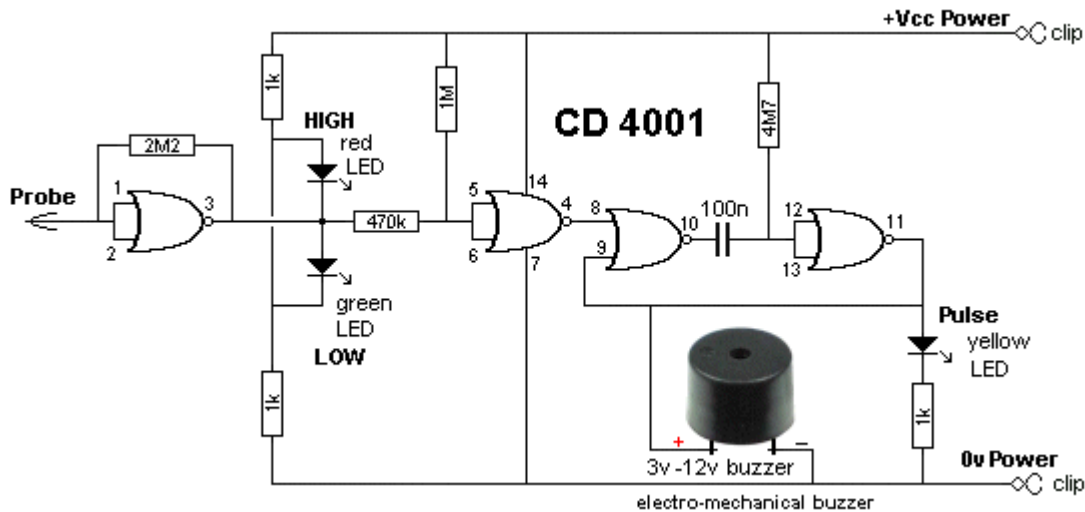 +Vcc Power
clip
1k
HIGH
red
LED
1M
CD 4001
4M7
2M2
Probe
1
2
3
470k
5
6
14
4
7
8
9
10
100n
12
13
11
green
LED
LOW
1k
Pulse
yellow
LED
1k
+
−
3v -12v buzzer
0v Power
clip
electro-mechanical buzzer